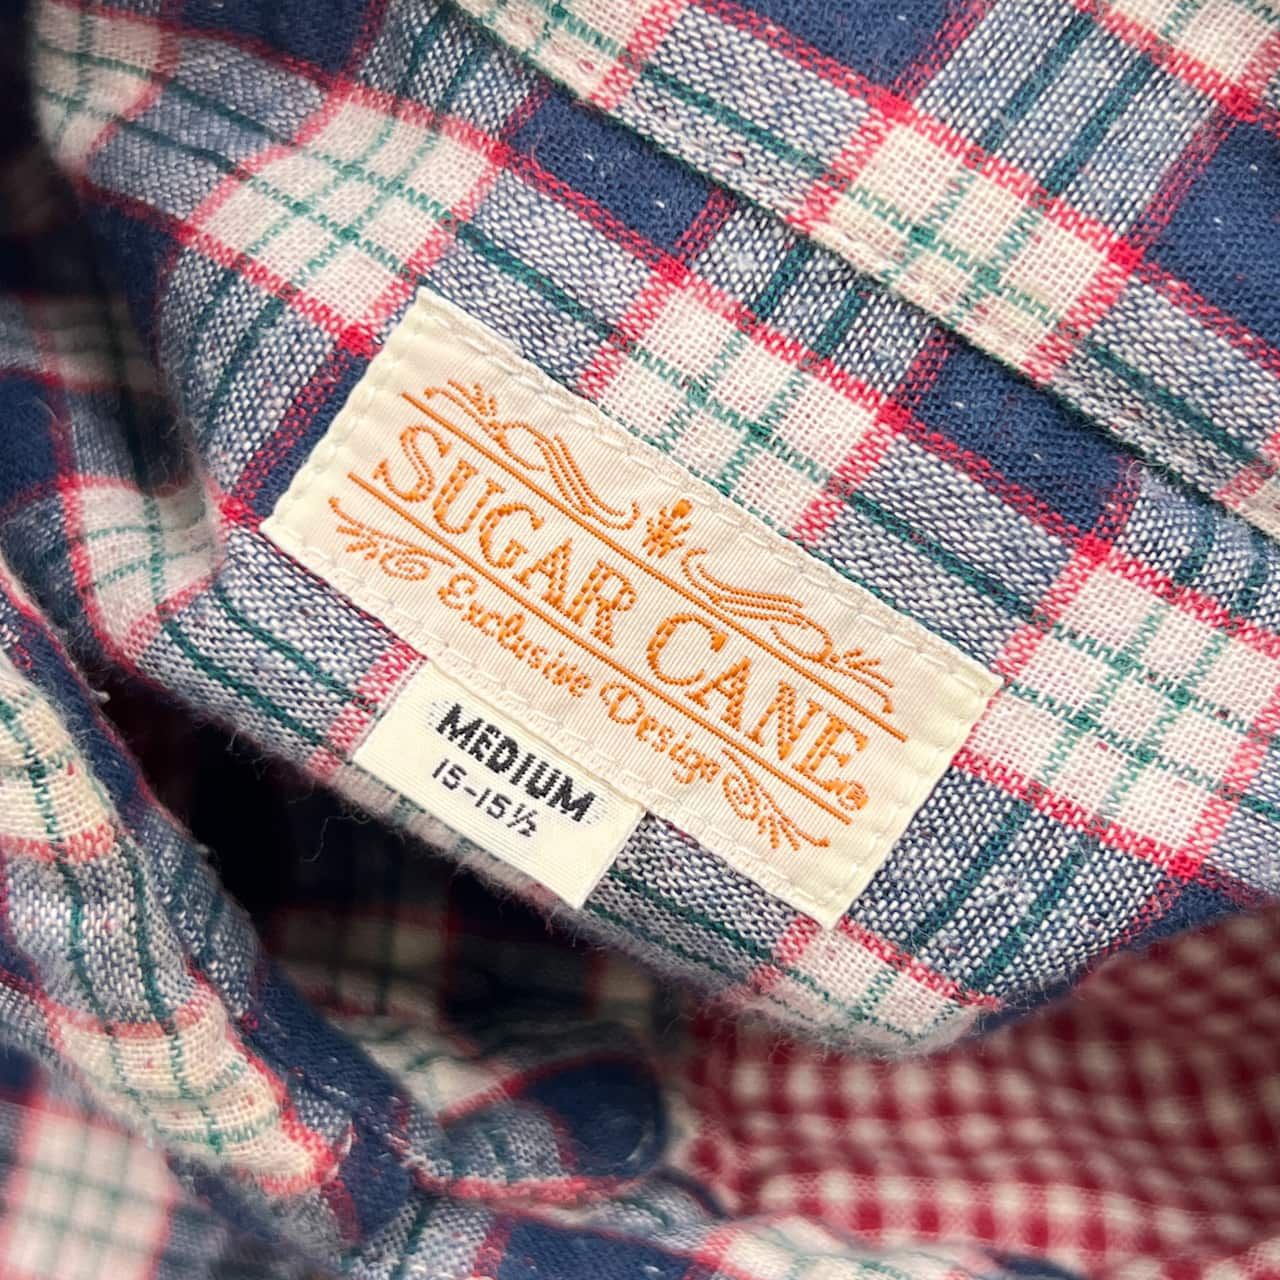 SUGAR CANE®
Exclusive Design
MEDIUM
15-15½